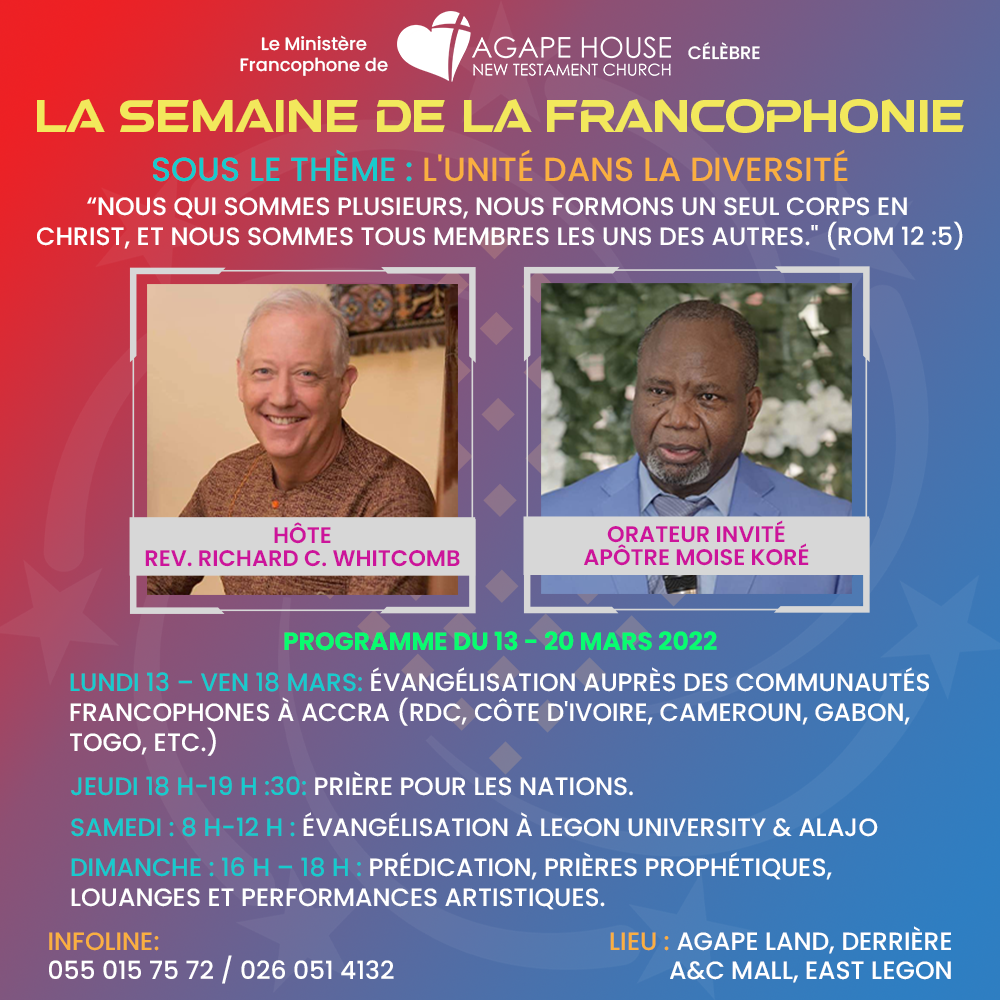 Le Ministère
Francophone de
AGAPE HOUSE
NEW TESTAMENT CHURCH
CÉLÈBRE
LA SEMAINE DE LA FRANCOPHONIE
SOUS LE THÈME : L'UNITÉ DANS LA DIVERSITÉ
“NOUS QUI SOMMES PLUSIEURS, NOUS FORMONS UN SEUL CORPS EN
CHRIST, ET NOUS SOMMES TOUS MEMBRES LES UNS DES AUTRES." (ROM 12 :5)
HÔTE
REV. RICHARD C. WHITCOMB
ORATEUR INVITÉ
APÔTRE MOISE KORÉ
PROGRAMME DU 13 - 20 MARS 2022
LUNDI 13 – VEN 18 MARS: ÉVANGÉLISATION AUPRÈS DES COMMUNAUTÉS
FRANCOPHONES À ACCRA (RDC, CÔTE D'IVOIRE, CAMEROUN, GABON,
TOGO, ETC.)
JEUDI 18 H-19 H :30: PRIÈRE POUR LES NATIONS.
SAMEDI : 8 H-12 H : ÉVANGÉLISATION À LEGON UNIVERSITY & ALAJO
DIMANCHE : 16 H – 18 H : PRÉDICATION, PRIÈRES PROPHÉTIQUES,
LOUANGES ET PERFORMANCES ARTISTIQUES.
INFOLINE:
055 015 75 72 / 026 051 4132
LIEU : AGAPE LAND, DERRIÈRE
A&C MALL, EAST LEGON